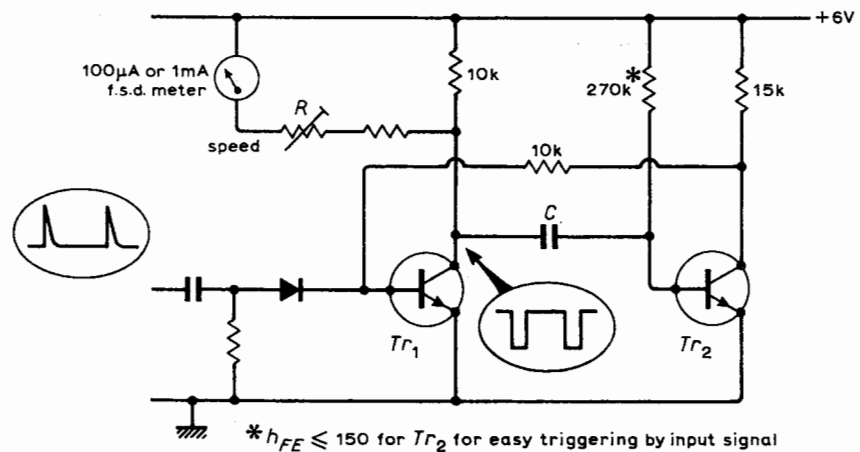 +6V
100μA or 1mA
f.s.d. meter
R
speed
10k
*
270k
15k
10k
C
Tr1
Tr2
* hFE ⩽ 150 for Tr2 for easy triggering by input signal